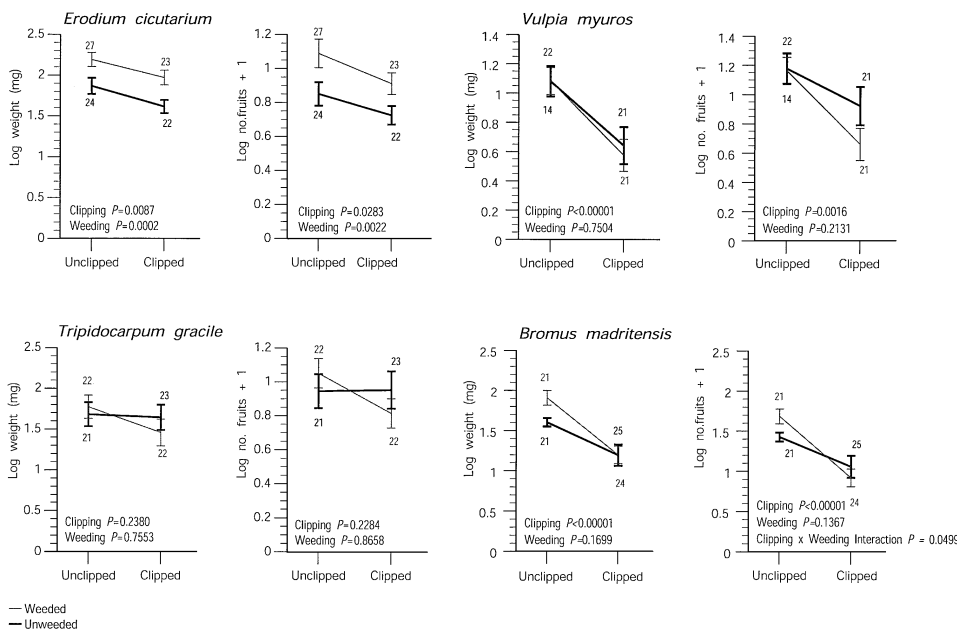 Erodium cicutarium
Log weight (mg)
2.5
2
1.5
1
0.5
0
27
23
24
22
Clipping P=0.0087
Weeding P=0.0002
Unclipped Clipped
Log no.fruits + 1
1.2
1
0.8
0.6
0.4
0.2
0
27
23
24
22
Clipping P=0.0283
Weeding P=0.0022
Unclipped Clipped
Vulpia myuros
Log weight (mg)
1.4
1.2
1
0.8
0.6
0.4
0.2
0
22
14
21
21
Clipping P<0.00001
Weeding P=0.7504
Unclipped Clipped
Log no. fruits + 1
1.4
1.2
1
0.8
0.6
0.4
0.2
0
22
14
21
21
Clipping P=0.0016
Weeding P=0.2131
Unclipped Clipped
Tripidocarpum gracile
Log weight (mg)
2.5
2
1.5
1
0.5
0
22
23
21
22
Clipping P=0.2380
Weeding P=0.7553
Unclipped Clipped
Log no. fruits + 1
1.2
1
0.8
0.6
0.4
0.2
0
22
23
21
22
Clipping P=0.2284
Weeding P=0.8658
Unclipped Clipped
Bromus madritensis
Log weight (mg)
2.5
2
1.5
1
0.5
0
21
25
21
24
Clipping P<0.00001
Weeding P=0.1699
Unclipped Clipped
Log no.fruits + 1
2.5
2
1.5
1
0.5
0
21
25
21
24
Clipping P<0.00001
Weeding P=0.1367
Clipping x Weeding Interaction P = 0.0499
Unclipped Clipped
Weeded
Unweeded